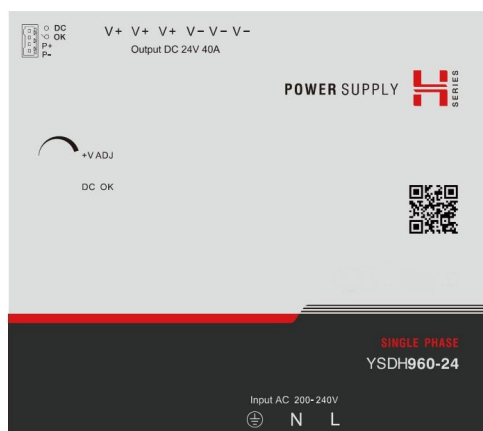 DC
OK
P+
P-
V+ V+ V+ V- V- V-
Output DC 24V 40A
POWER SUPPLY H SERIES
+V ADJ
DC OK
SINGLE PHASE
YSDH960-24
Input AC 200-240V
N L